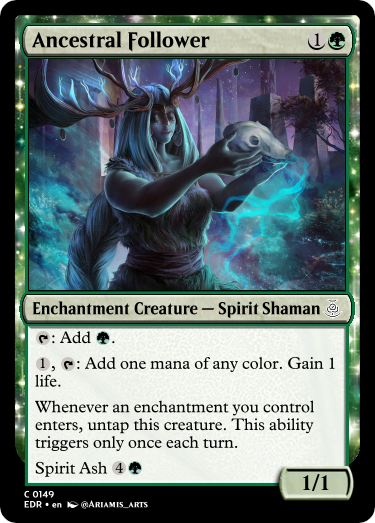 Ancestral Follower 1
Enchantment Creature — Spirit Shaman
: Add .
1, : Add one mana of any color. Gain 1
life.
Whenever an enchantment you control
enters, untap this creature. This ability
triggers only once each turn.
Spirit Ash 4
1/1
C 0149
EDR • en @Ariamis_arts